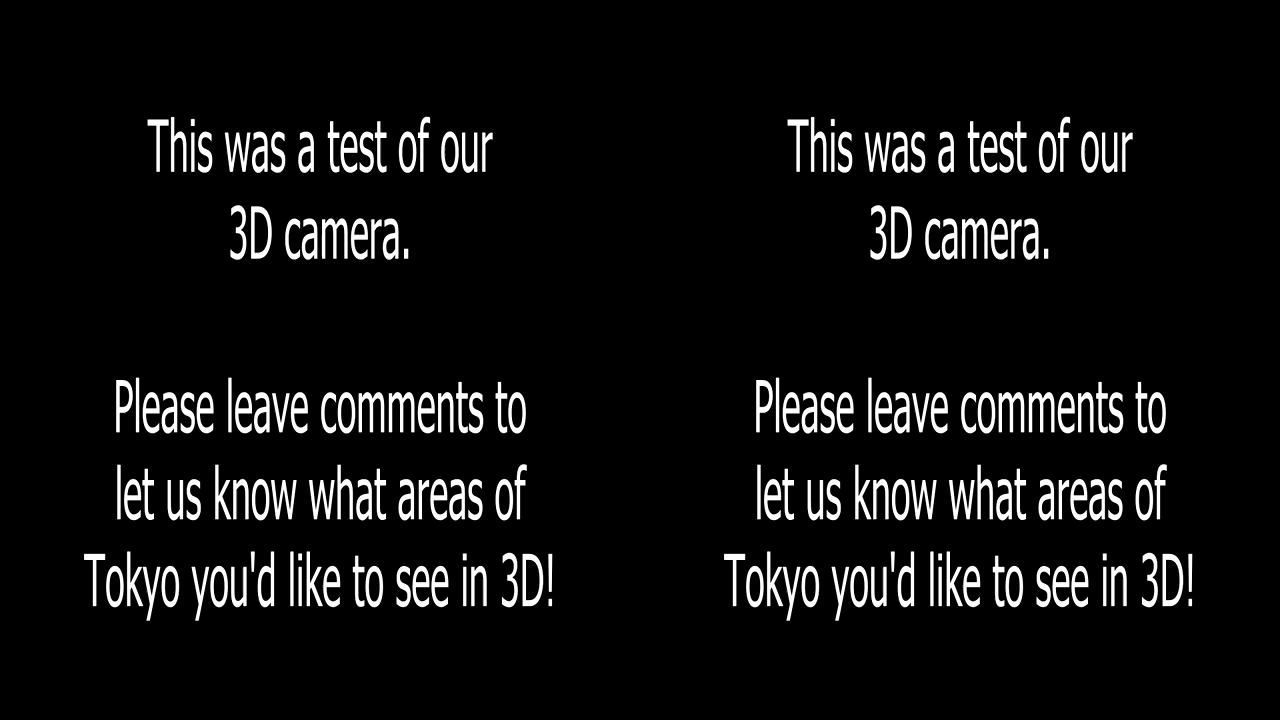 This was a test of our
3D camera.
Please leave comments to
let us know what areas of
Tokyo you'd like to see in 3D!
This was a test of our
3D camera.
Please leave comments to
let us know what areas of
Tokyo you'd like to see in 3D!